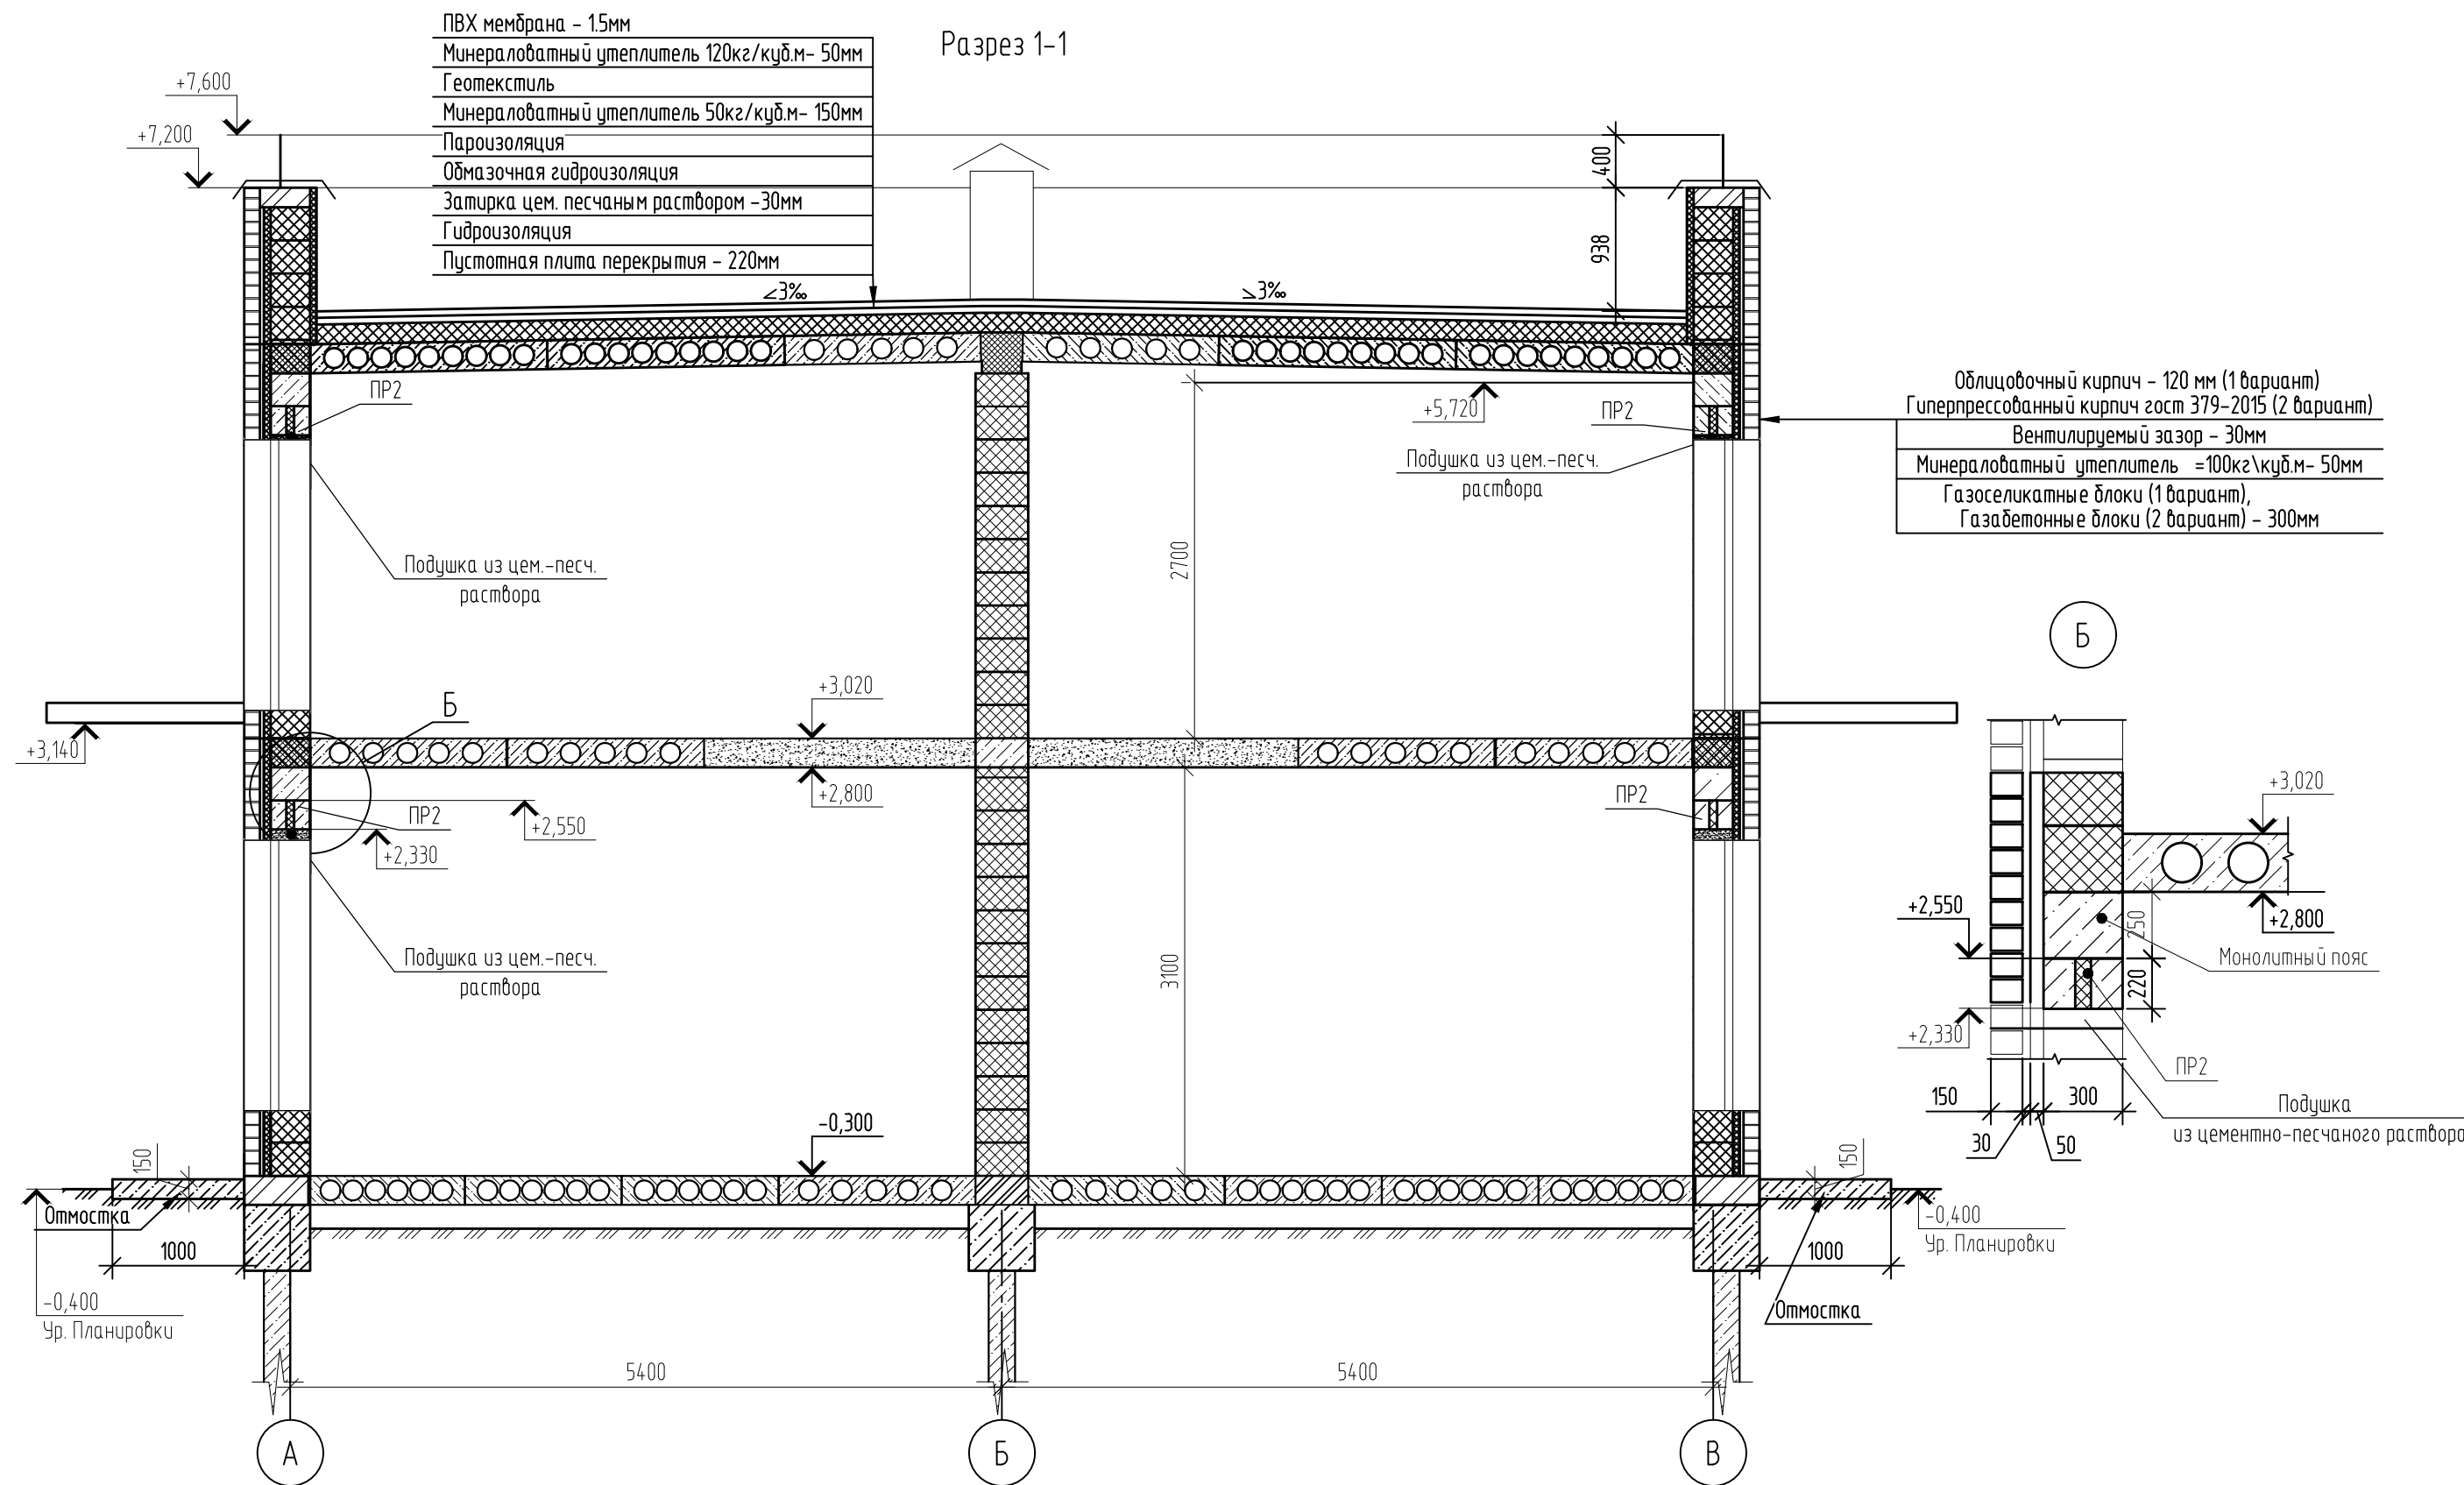 Разрез 1-1
ПВХ мембрана - 1.5мм
Минераловатный утеплитель 120кг/куб.м- 50мм
Геотекстиль
Минераловатный утеплитель 50кг/куб.м- 150мм
Пароизоляция
Обмазочная гидроизоляция
Затирка цем. песчаным раствором -30мм
Гидроизоляция
Пустотная плита перекрытия - 220мм
+7,600
+7,200
400
938
≤3‰
≥3‰
ПР2
+5,720
ПР2
Подушка из цем.-песч.
раствора
Облицовочный кирпич - 120 мм (1 вариант)
Гиперпрессованный кирпич гост 379-2015 (2 вариант)
Вентилируемый зазор - 30мм
Минераловатный утеплитель =100кг\куб.м- 50мм
Газоселикатные блоки (1 вариант),
Газабетонные блоки (2 вариант) - 300мм
Подушка из цем.-песч.
раствора
2700
Б
+3,020
+3,140
+2,800
ПР2
+2,550
+2,330
ПР2
Подушка из цем.-песч.
раствора
3100
-0,300
150
Отмостка
1000
-0,400
Ур. Планировки
150
-0,400
Ур. Планировки
1000
Отмостка
5400
5400
А
Б
В
Б
+3,020
+2,550
+2,800
250
Монолитный пояс
220
+2,330
ПР2
150
300
30
50
Подушка
из цементно-песчаного раствора